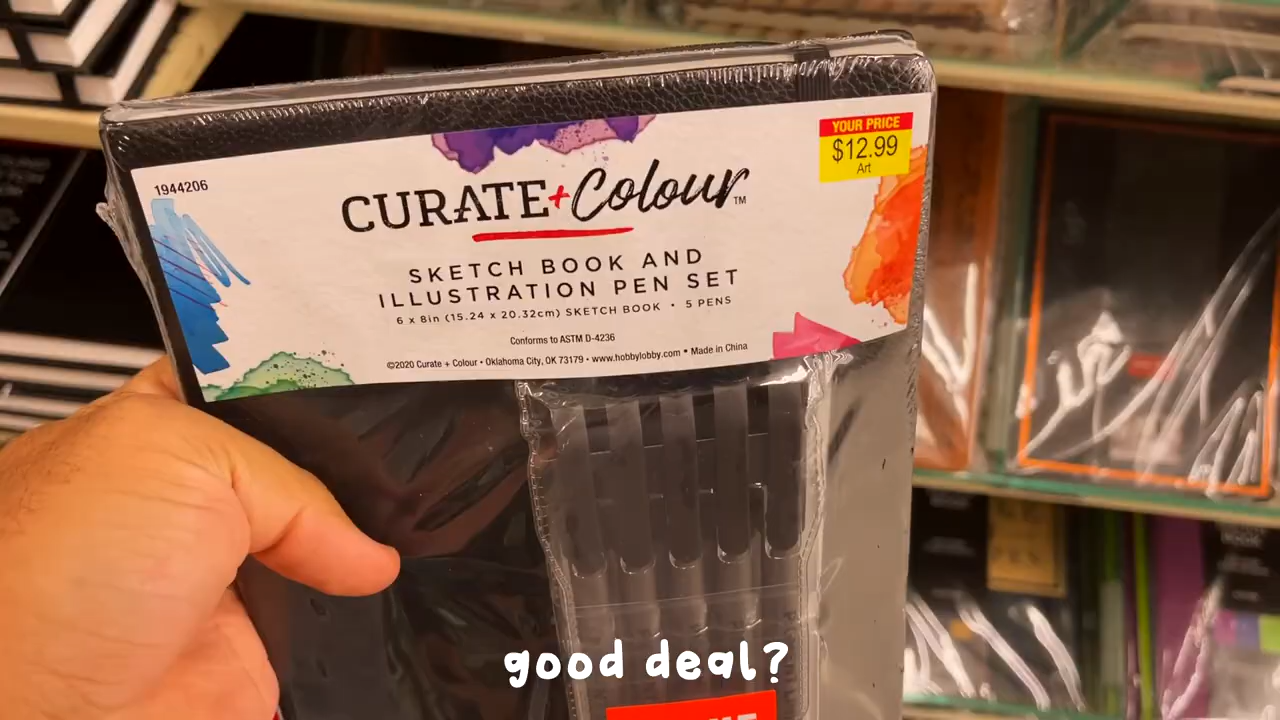 1944206
YOUR PRICE
$12.99
Art
CURATE+Colour™
SKETCH BOOK AND
ILLUSTRATION PEN SET
6 x 8in (15.24 x 20.32cm) SKETCH BOOK • 5 PENS
Conforms to ASTM D-4236
©2020 Curate + Colour • Oklahoma City, OK 73179 • www.hobbylobby.com • Made in China
good deal?